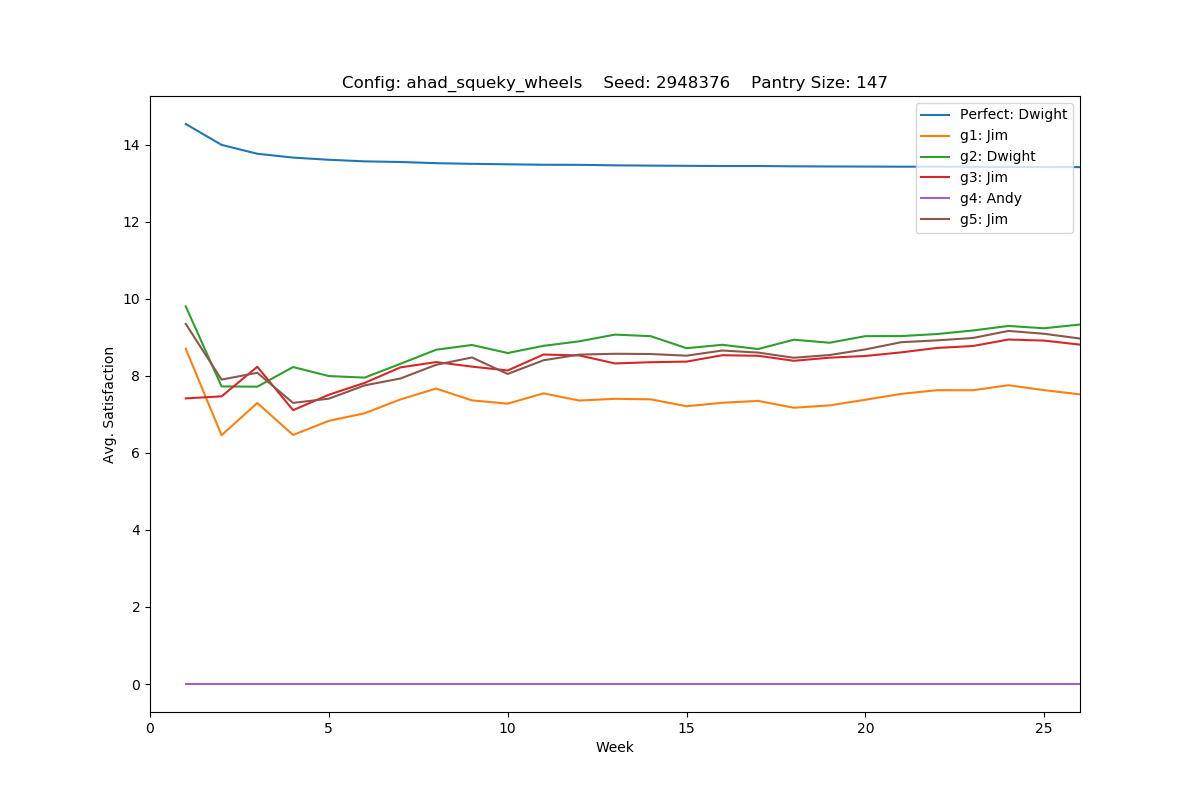 Config: ahad_squeky_wheels    Seed: 2948376    Pantry Size: 147
Perfect: Dwight
g1: Jim
g2: Dwight
g3: Jim
g4: Andy
g5: Jim
14
12
10
8
6
4
2
0
Avg. Satisfaction
0 5 10 15 20 25
Week